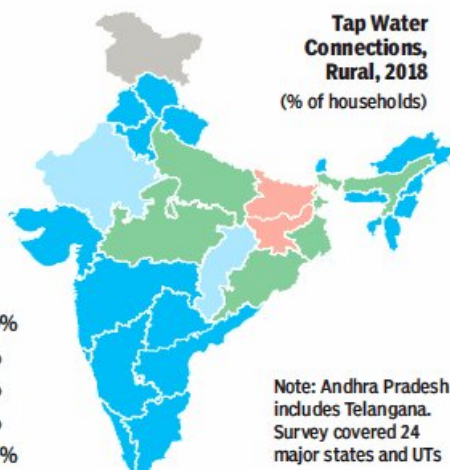 Tap Water
Connections,
Rural, 2018
(% of households)
%
%
Note: Andhra Pradesh
includes Telangana.
Survey covered 24
major states and UTs